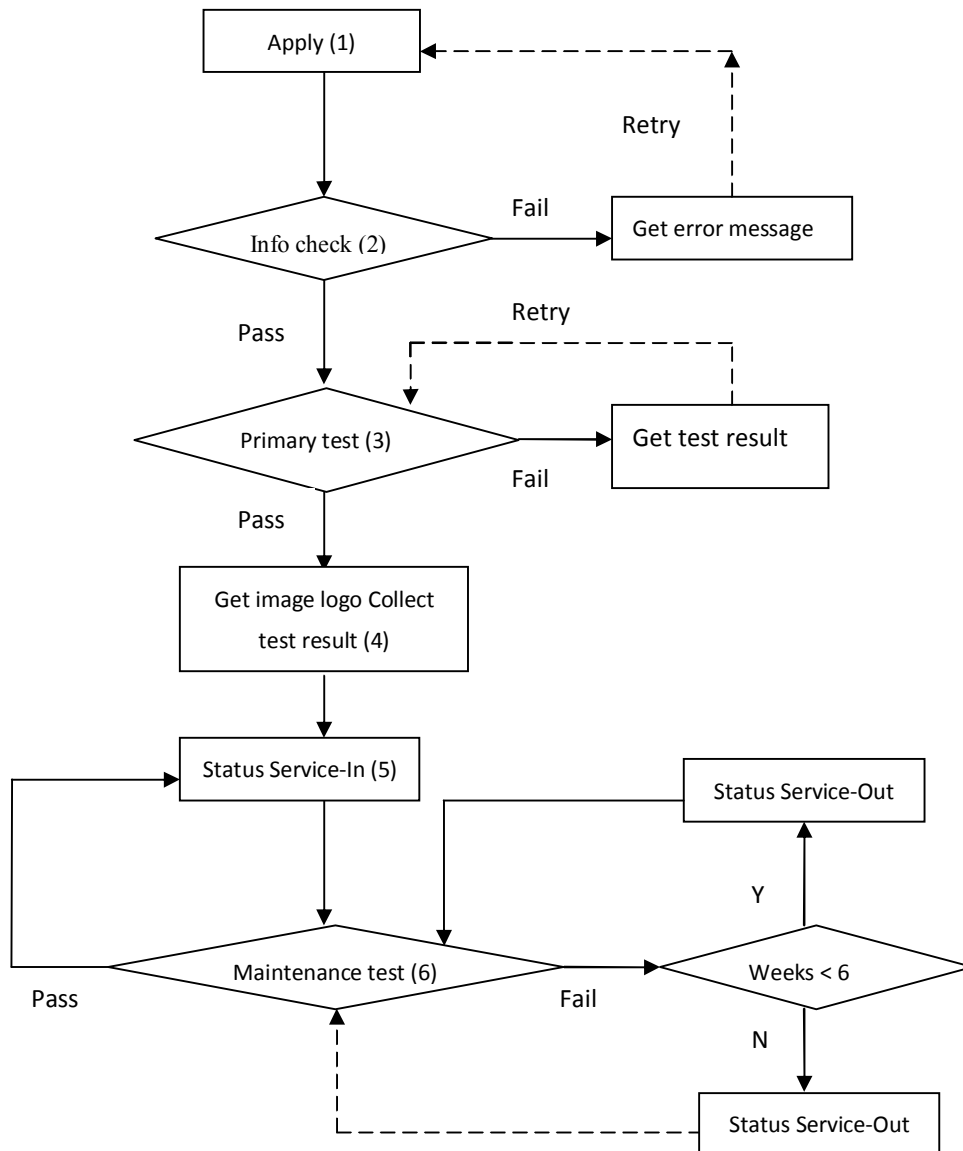 Apply (1)
Retry
Fail
Get error message
Info check (2)
Pass
Retry
Primary test (3)
Get test result
Fail
Pass
Get image logo Collect
test result (4)
Status Service-In (5)
Status Service-Out
Y
Maintenance test (6)
Weeks < 6
Pass
Fail
N
Status Service-Out